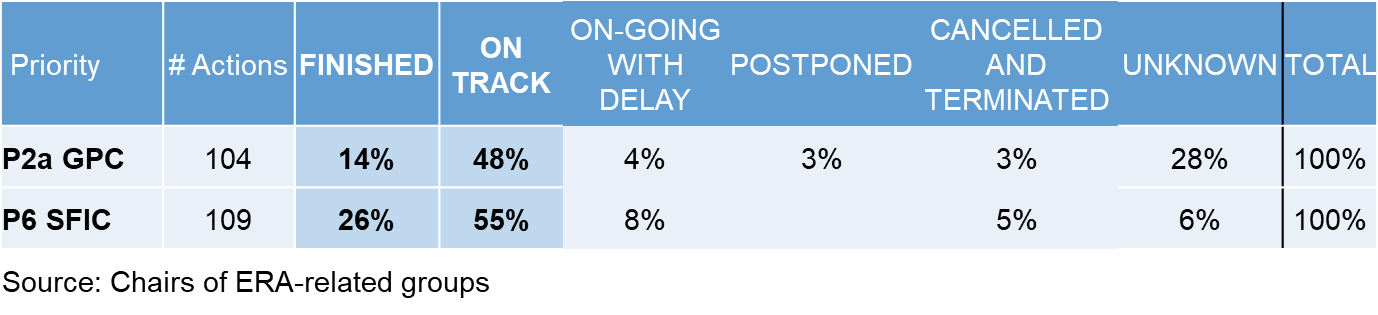 Priority # Actions FINISHED ON TRACK ON-GOING WITH DELAY POSTPONED CANCELLED AND TERMINATED UNKNOWN TOTAL
P2a GPC 104 14% 48% 4% 3% 3% 28% 100%
P6 SFIC 109 26% 55% 8% 5% 6% 100%
Source: Chairs of ERA-related groups